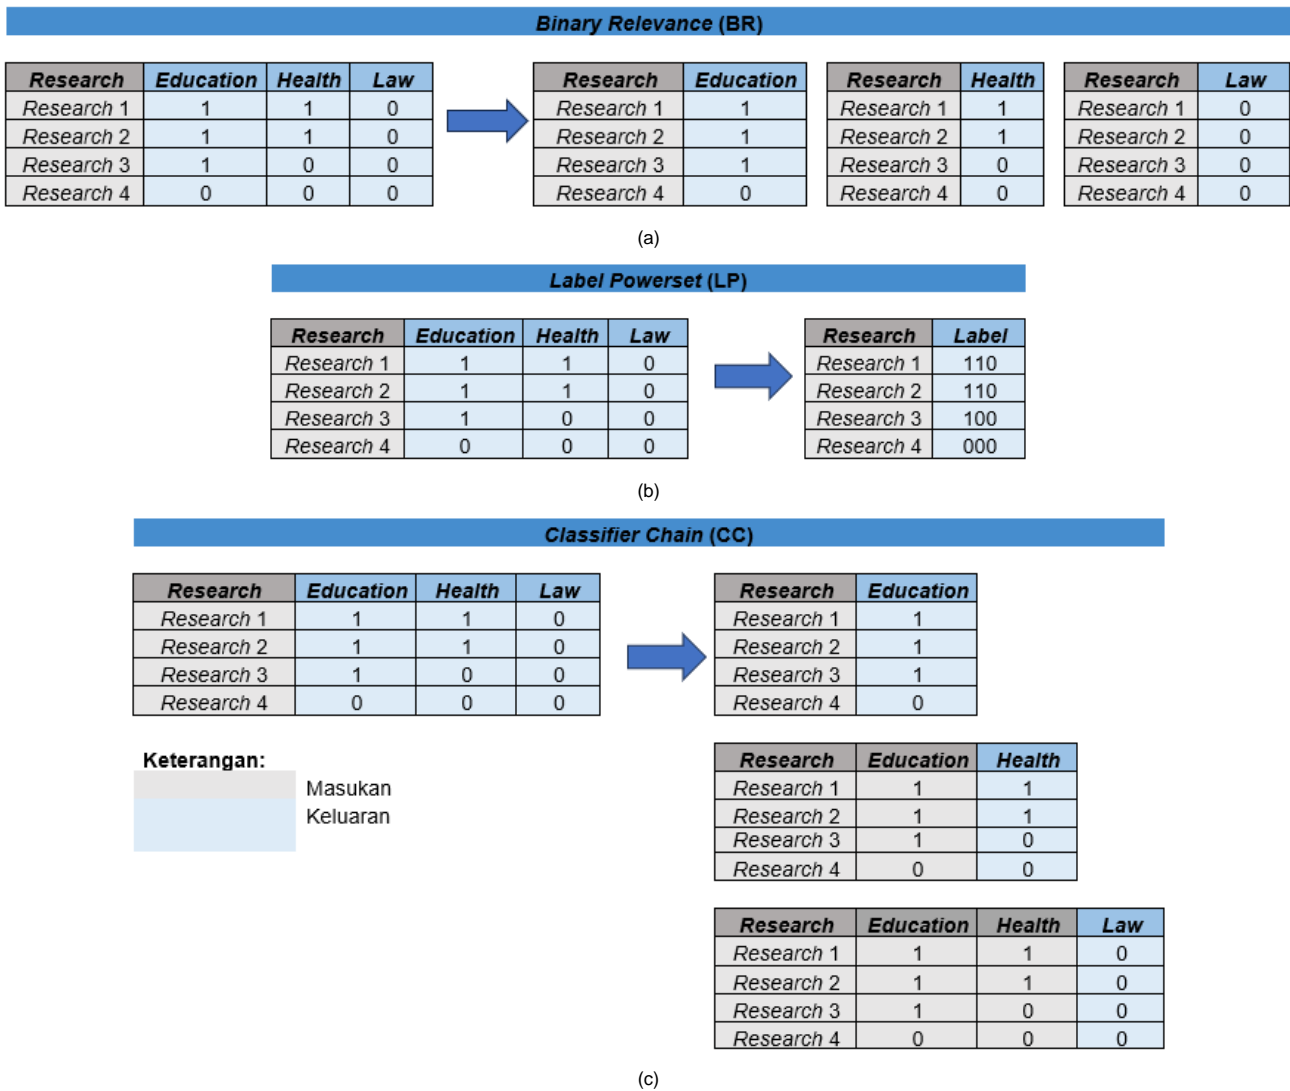 Binary Relevance (BR)
Research Education Health Law
Research 1 1 1 0
Research 2 1 1 0
Research 3 1 0 0
Research 4 0 0 0
Research Education
Research 1 1
Research 2 1
Research 3 1
Research 4 0
Research Health
Research 1 1
Research 2 1
Research 3 0
Research 4 0
Research Law
Research 1 0
Research 2 0
Research 3 0
Research 4 0
(a)
Label Powerset (LP)
Research Education Health Law
Research 1 1 1 0
Research 2 1 1 0
Research 3 1 0 0
Research 4 0 0 0
Research Label
Research 1 110
Research 2 110
Research 3 100
Research 4 000
(b)
Classifier Chain (CC)
Research Education Health Law
Research 1 1 1 0
Research 2 1 1 0
Research 3 1 0 0
Research 4 0 0 0
Research Education
Research 1 1
Research 2 1
Research 3 1
Research 4 0
Keterangan:
Masukan
Keluaran
Research Education Health
Research 1 1 1
Research 2 1 1
Research 3 1 0
Research 4 0 0
Research Education Health Law
Research 1 1 1 0
Research 2 1 1 0
Research 3 1 0 0
Research 4 0 0 0
(c)